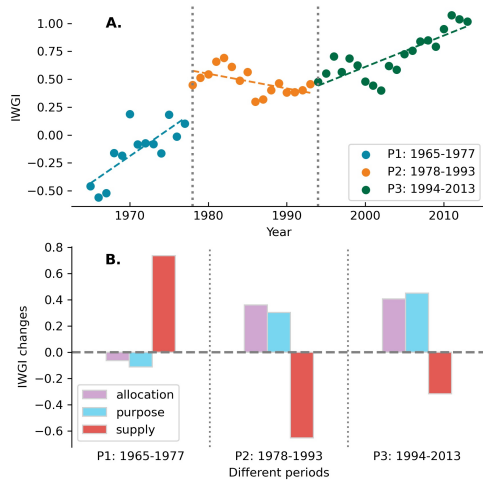 A.
1.00
0.75
0.50
0.25
0.00
−0.25
−0.50
IWGI
P1: 1965-1977
P2: 1978-1993
P3: 1994-2013
1970 1980 1990 2000 2010
Year
B.
0.8
0.6
0.4
0.2
0.0
−0.2
−0.4
−0.6
IWGI changes
allocation
purpose
supply
P1: 1965-1977 P2: 1978-1993 P3: 1994-2013
Different periods